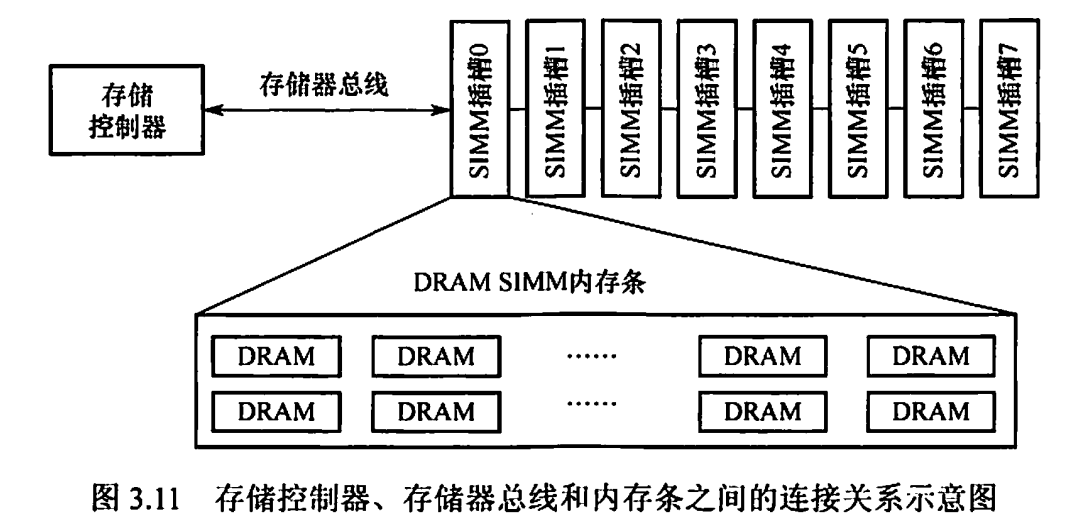 存储
控制器
存储器总线
SIMM插槽0
SIMM插槽1
SIMM插槽2
SIMM插槽3
SIMM插槽4
SIMM插槽5
SIMM插槽6
SIMM插槽7
DRAM SIMM内存条
DRAM DRAM …… DRAM DRAM
DRAM DRAM …… DRAM DRAM
图 3.11 存储控制器、存储器总线和内存条之间的连接关系示意图